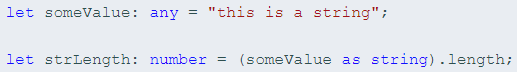 let someValue: any = "this is a string";
let strLength: number = (someValue as string).length;